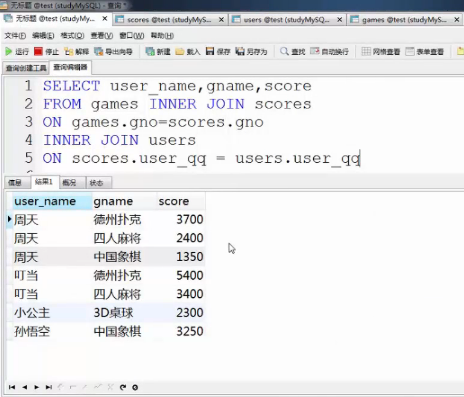 无标题 @test (studyMySQL) - 查询 *
无标题 @test (studyMySQL)... scores @test (studyMySQL) users @test (studyMySQL)... games @test (studyMySQL)
文件(F) 编辑(E) 格式(O) 查看(V) 窗口(W) 帮助(H)
运行 停止 解释 导出向导 新建 载入 保存 另存为 查找 自动换行 网格查看 表单查看
查询创建工具 查询编辑器
1 SELECT user_name,gname,score
2 FROM games INNER JOIN scores
3 ON games.gno=scores.gno
4 INNER JOIN users
5 ON scores.user_qq = users.user_qq
信息 结果1 概况 状态
user_name gname score
周天 德州扑克 3700
周天 四人麻将 2400
周天 中国象棋 1350
叮当 德州扑克 5400
叮当 四人麻将 3400
小公主 3D桌球 2300
孙悟空 中国象棋 3250